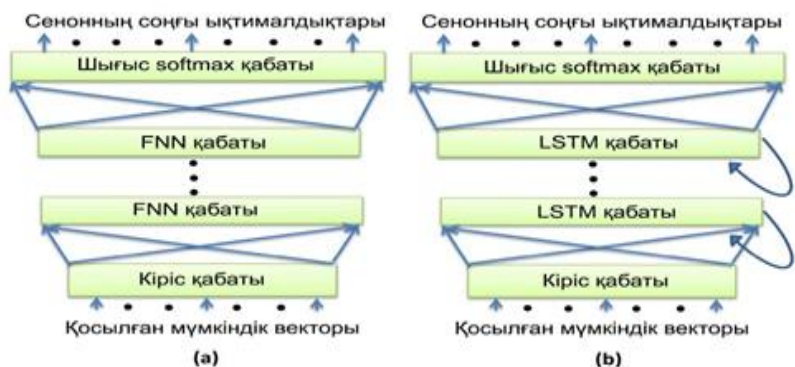 Сенонның соңғы ықтималдықтары
Шығыс softmax қабаты
FNN қабаты
FNN қабаты
Кіріс қабаты
Қосылған мүмкіндік векторы
(a)
Сенонның соңғы ықтималдықтары
Шығыс softmax қабаты
LSTM қабаты
LSTM қабаты
Кіріс қабаты
Қосылған мүмкіндік векторы
(b)